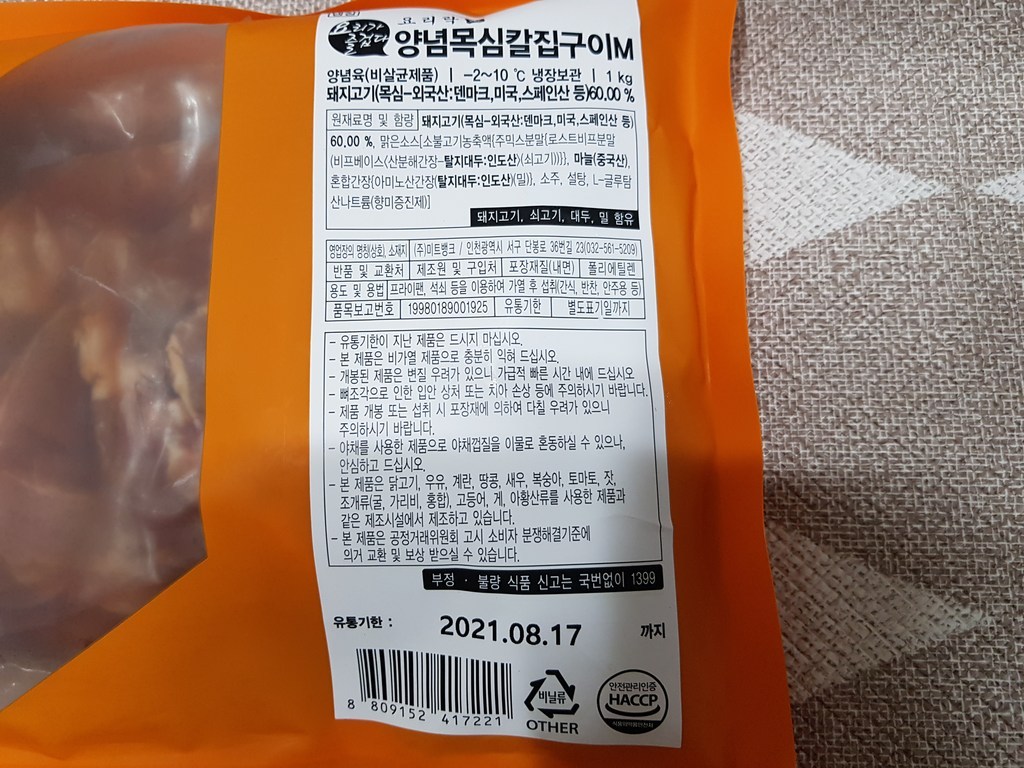 요리가
즐겁다
요리락
양념목심칼집구이M
양념육(비살균제품) | -2~10 ℃ 냉장보관 | 1 kg
돼지고기(목심-외국산:덴마크,미국,스페인산 등)60.00 %
원재료명 및 함량 돼지고기(목심-외국산:덴마크,미국,스페인산 등)
60.00 %, 맑은소스[소불고기농축액{주믹스분말(로스트비프분말
(비프베이스(산분해간장-탈지대두:인도산)(쇠고기)))}, 마늘(중국산),
혼합간장{아미노산간장(탈지대두:인도산)(밀)}, 소주, 설탕, L-글루탐
산나트륨(향미증진제)]
돼지고기, 쇠고기, 대두, 밀 함유
영업장의 명칭(상호), 소재지 (주)미트뱅크 / 인천광역시 서구 단봉로 36번길 23(032-561-5209)
반품 및 교환처 제조원 및 구입처 포장재질(내면) 폴리에틸렌
용도 및 용법 프라이팬, 석쇠 등을 이용하여 가열 후 섭취(간식, 반찬, 안주용 등)
품목보고번호 19980189001925 유통기한 별도표기일까지
- 유통기한이 지난 제품은 드시지 마십시오.
- 본 제품은 비가열 제품으로 충분히 익혀 드십시오.
- 개봉된 제품은 변질 우려가 있으니 가급적 빠른 시간 내에 드십시오
- 뼈조각으로 인한 입안 상처 또는 치아 손상 등에 주의하시기 바랍니다.
- 제품 개봉 또는 섭취 시 포장재에 의하여 다칠 우려가 있으니
주의하시기 바랍니다.
- 야채를 사용한 제품으로 야채껍질을 이물로 혼동하실 수 있으나,
안심하고 드십시오.
- 본 제품은 닭고기, 우유, 계란, 땅콩, 새우, 복숭아, 토마토, 잣,
조개류(굴, 가리비, 홍합), 고등어, 게, 아황산류를 사용한 제품과
같은 제조시설에서 제조하고 있습니다.
- 본 제품은 공정거래위원회 고시 소비자 분쟁해결기준에
의거 교환 및 보상 받으실 수 있습니다.
부정 · 불량 식품 신고는 국번없이 1399
유통기한 : 2021.08.17 까지
8 809152 417221
비닐류
OTHER
안전관리인증
HACCP
식품의약품안전처